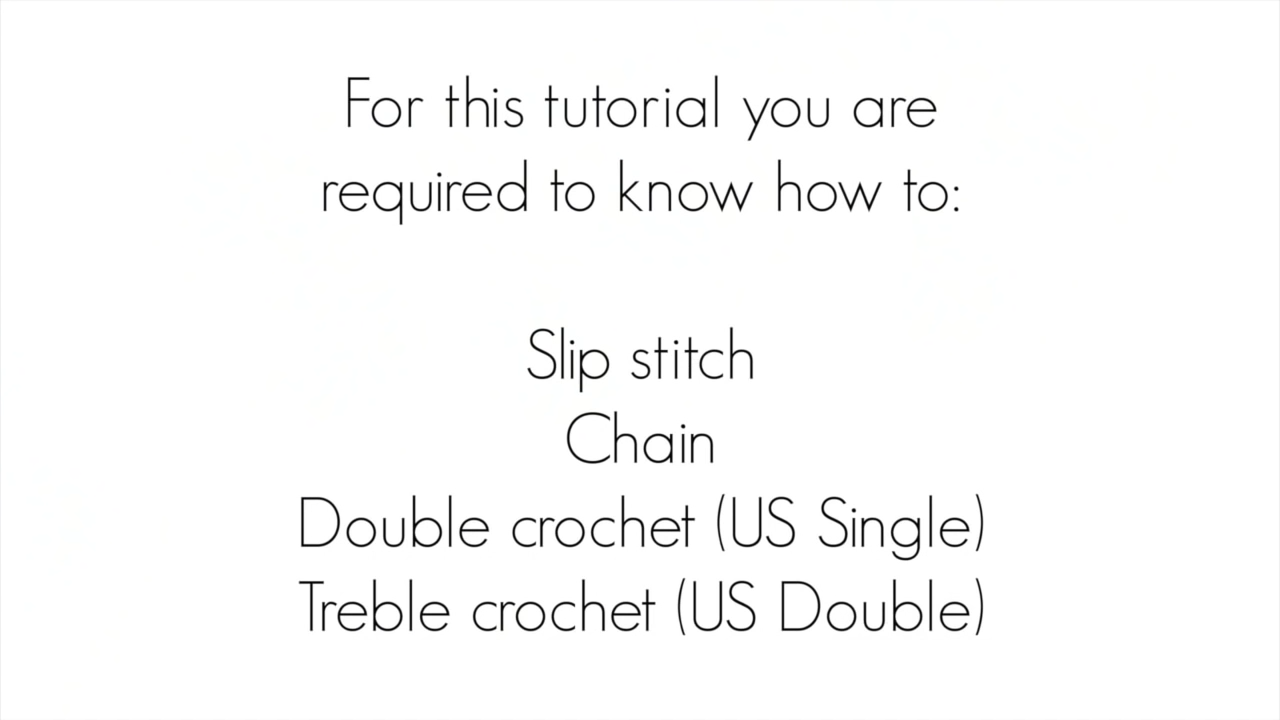 For this tutorial you are
required to know how to:
Slip stitch
Chain
Double crochet (US Single)
Treble crochet (US Double)